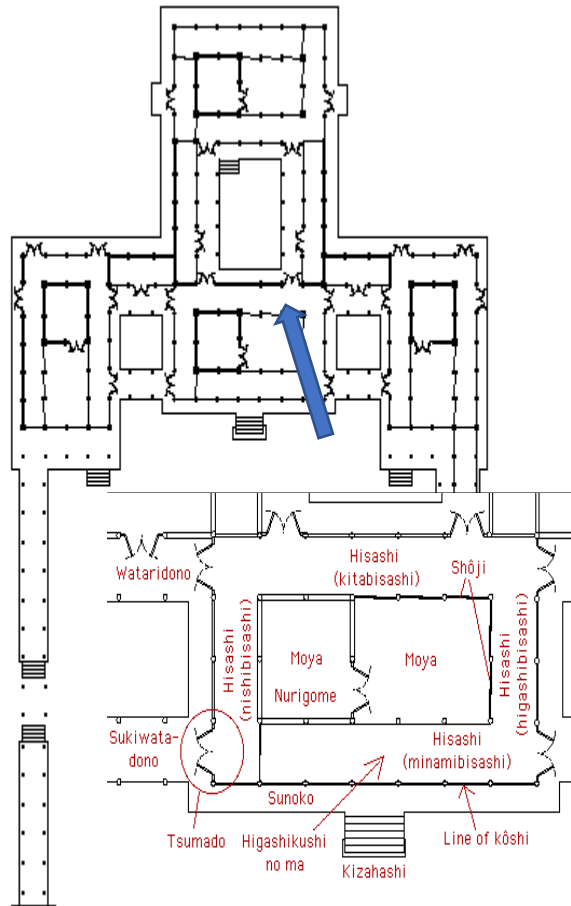 Wataridono
Hisashi
(kitabisashi)
Shôji
Hisashi
(nishibisashi)
Moya
Nurigome
Moya
Hisashi
(higashibisashi)
Sukiwata-
dono
Hisashi
(minamibisashi)
Sunoko
Tsumado
Higashikushi
no ma
Kizahashi
Line of kôshi